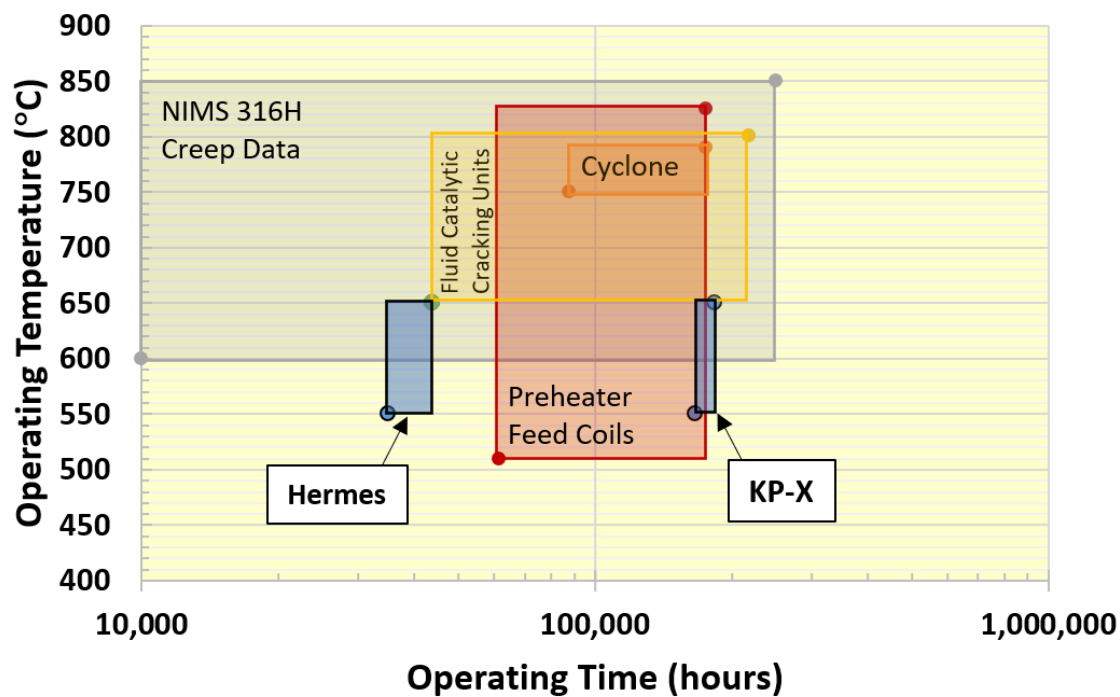 900
850
800
750
700
650
600
550
500
450
400
Operating Temperature (°C)
NIMS 316H
Creep Data
Fluid Catalytic
Cracking Units
Cyclone
Preheater
Feed Coils
Hermes
KP-X
10,000
100,000
1,000,000
Operating Time (hours)